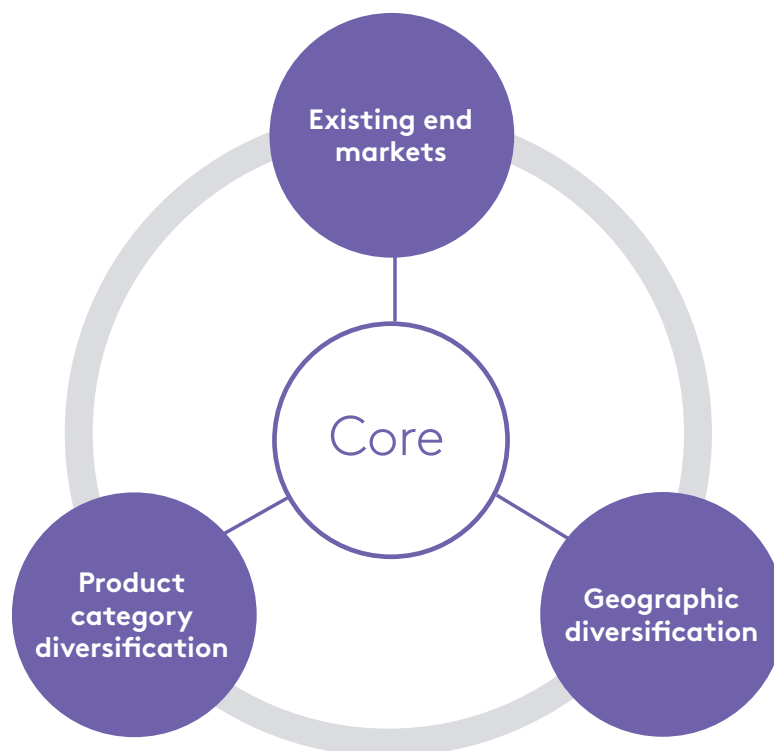 Existing end
markets
Core
Product
category
diversification
Geographic
diversification